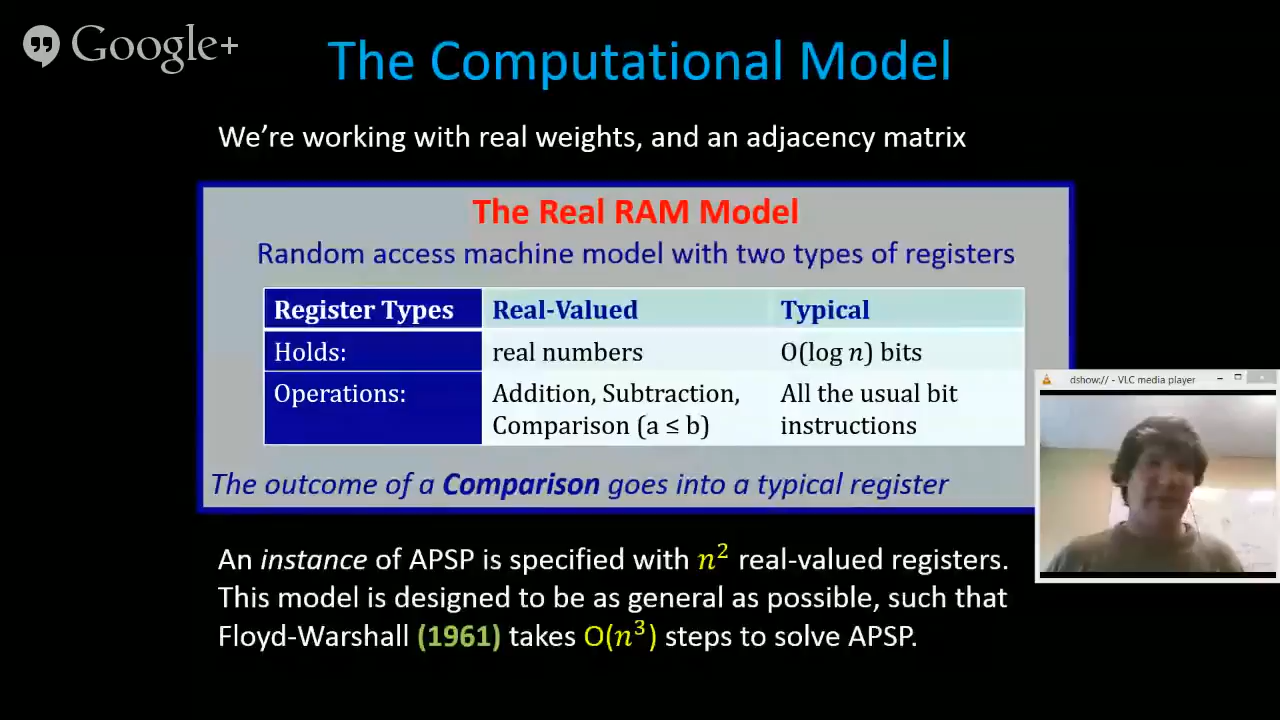 Google+
The Computational Model
We're working with real weights, and an adjacency matrix
The Real RAM Model
Random access machine model with two types of registers
Register Types Real-Valued Typical
Holds: real numbers O(log n) bits
Operations: Addition, Subtraction, All the usual bit
Comparison (a ≤ b) instructions
The outcome of a Comparison goes into a typical register
dshow:// - VLC media player
An instance of APSP is specified with n² real-valued registers.
This model is designed to be as general as possible, such that
Floyd-Warshall (1961) takes O(n³) steps to solve APSP.